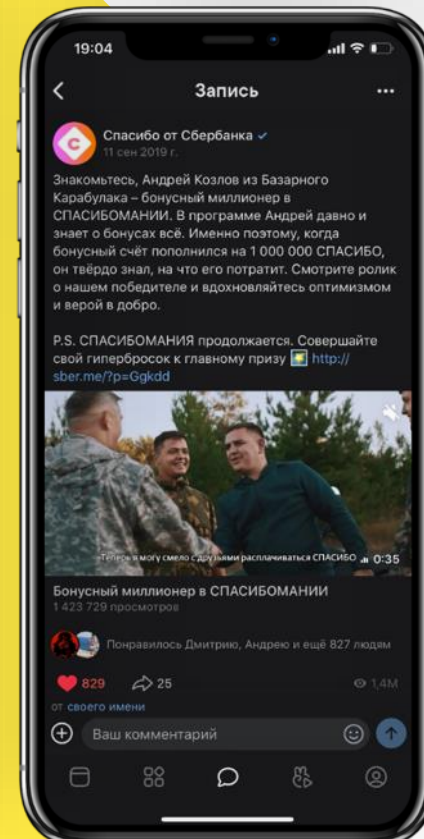 19:04
Запись
Спасибо от Сбербанка
11 сен 2019 г.
Знакомьтесь, Андрей Козлов из Базарного
Карабулака – бонусный миллионер в
СПАСИБОМАНИИ. В программе Андрей давно и
знает о бонусах всё. Именно поэтому, когда
бонусный счёт пополнился на 1 000 000 СПАСИБО,
он твёрдо знал, на что его потратит. Смотрите ролик
о нашем победителе и вдохновляйтесь оптимизмом
и верой в добро.
P.S. СПАСИБОМАНИЯ продолжается. Совершайте
свой гипербросок к главному призу http://
sber.me/?p=Ggkdd
Теперь я могу смело с друзьями расплачиваться СПАСИБО 0:35
Бонусный миллионер в СПАСИБОМАНИИ
1 423 729 просмотров
Понравилось Дмитрию, Андрею и ещё 827 людям
829 25 1,4M
от своего имени
Ваш комментарий